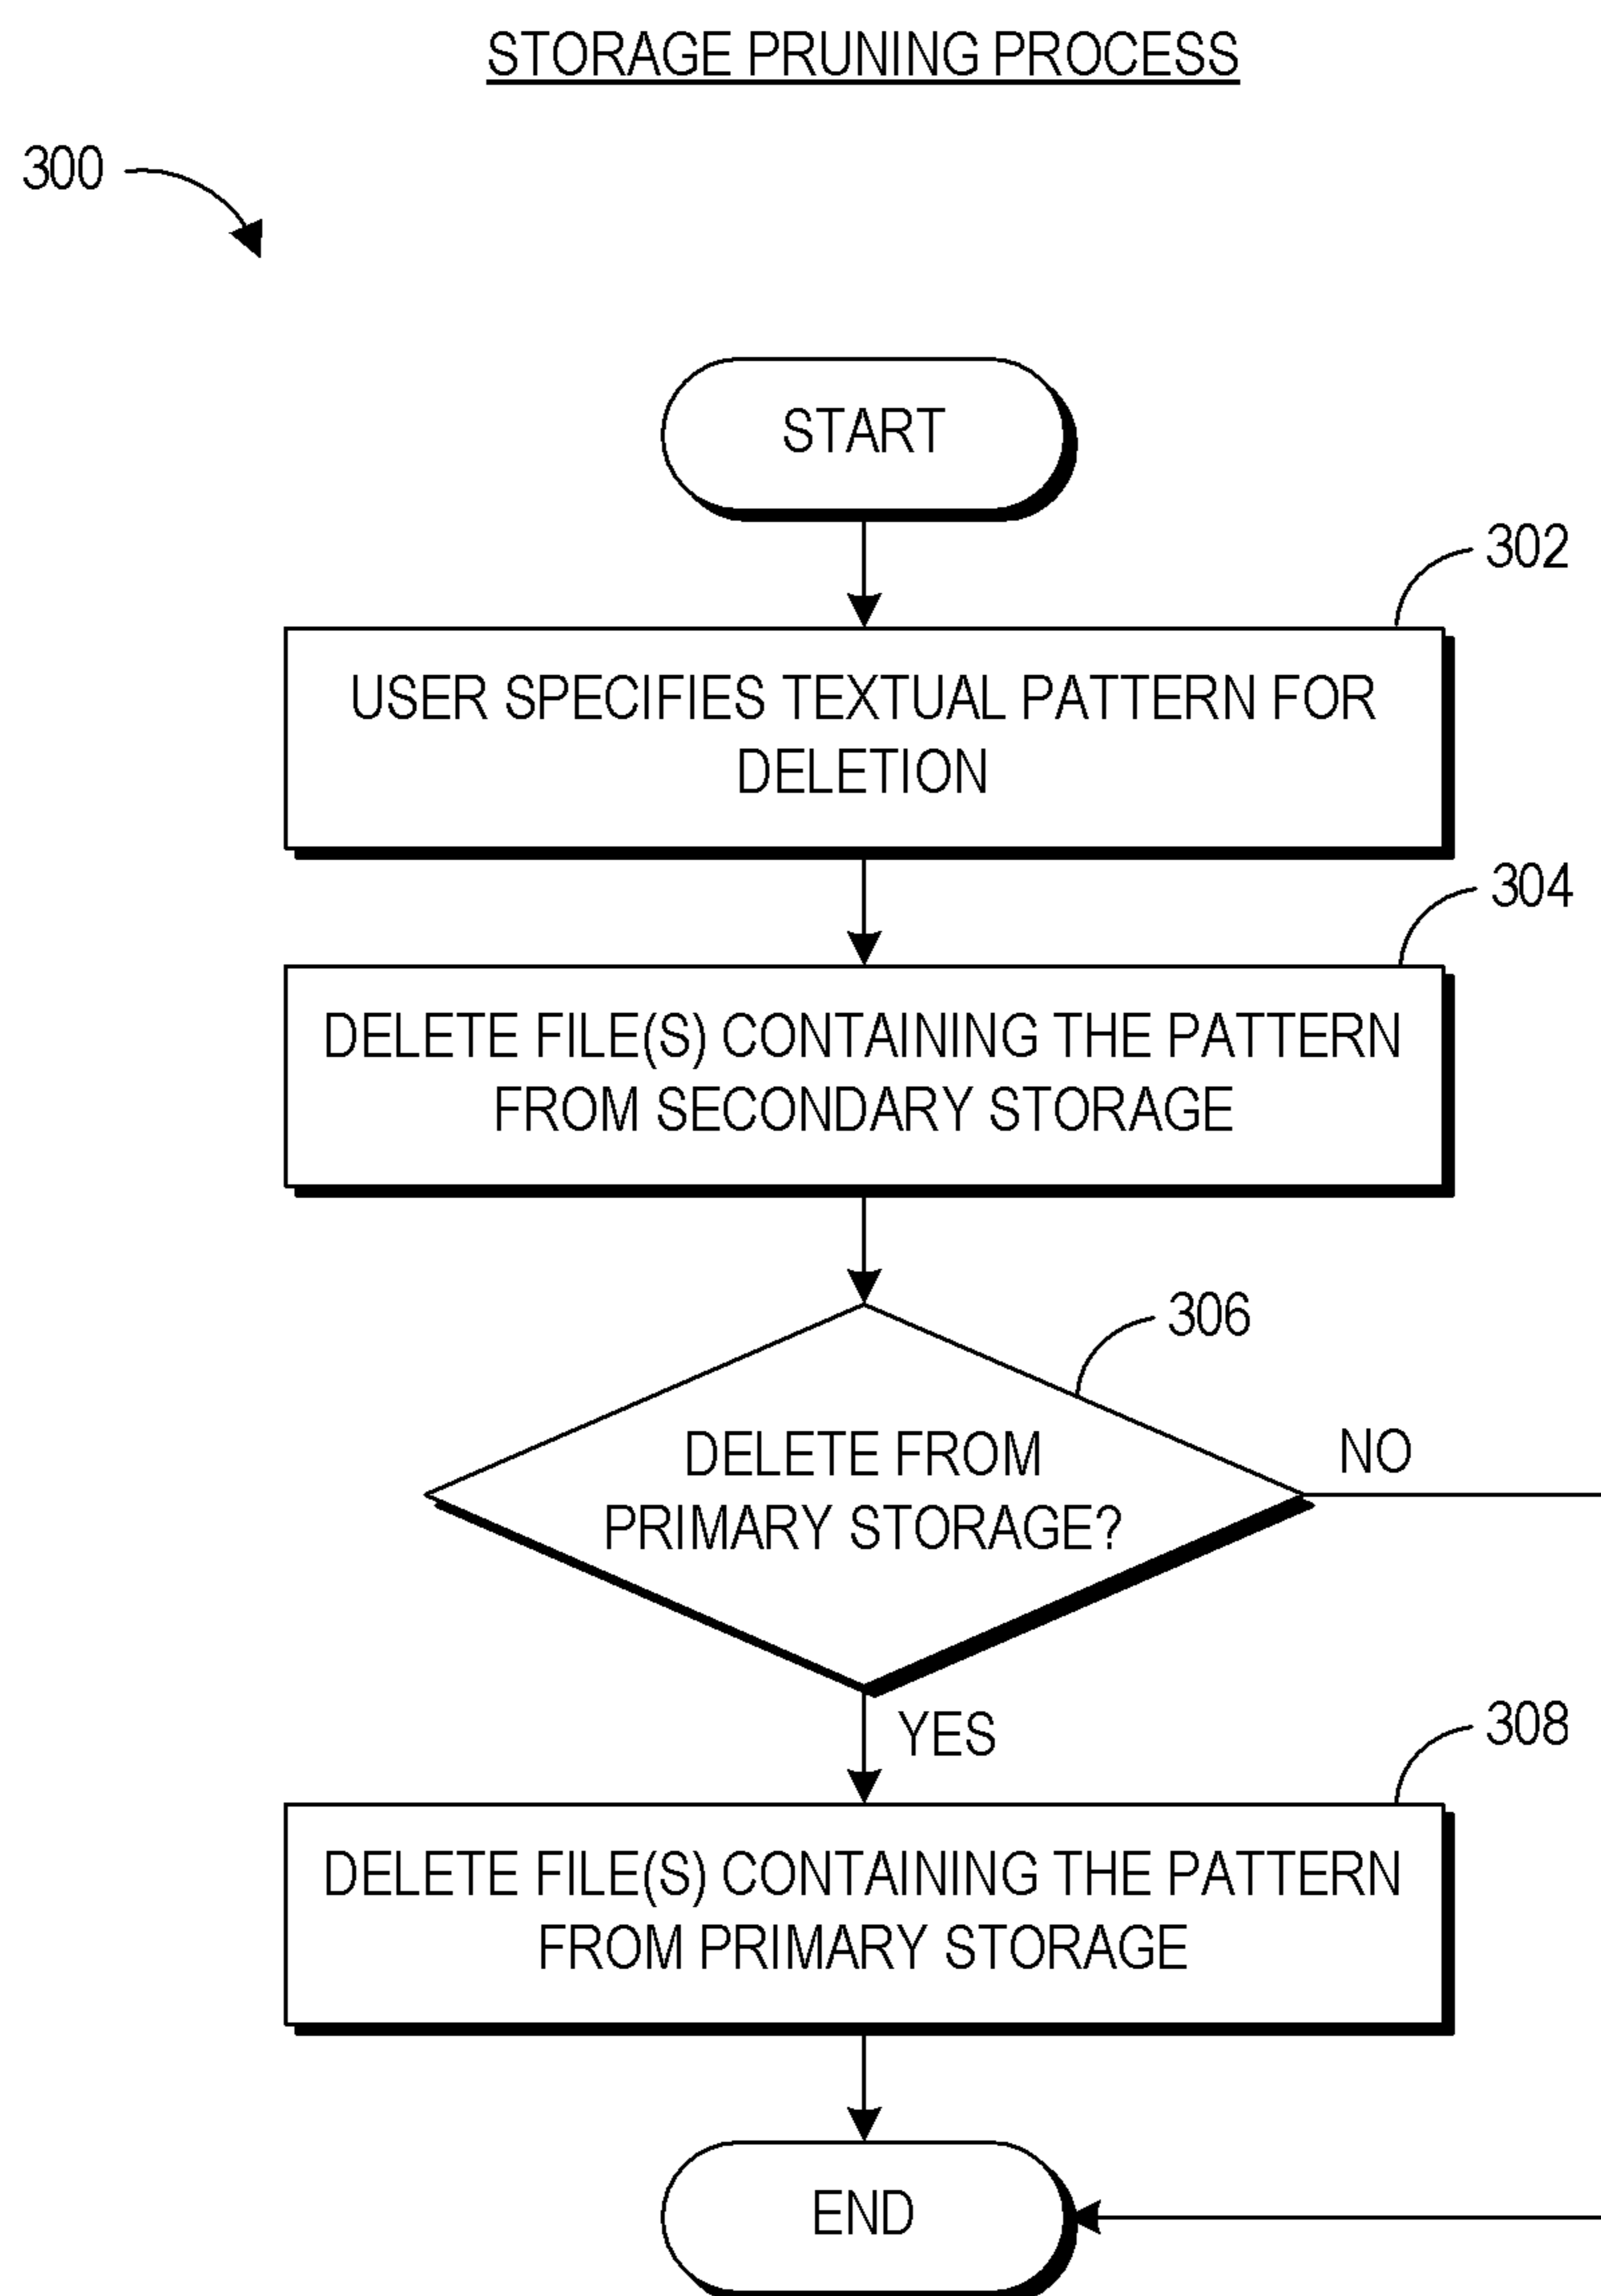 STORAGE PRUNING PROCESS
300
START
302
USER SPECIFIES TEXTUAL PATTERN FOR
DELETION
304
DELETE FILE(S) CONTAINING THE PATTERN
FROM SECONDARY STORAGE
306
DELETE FROM
PRIMARY STORAGE?
NO
YES
308
DELETE FILE(S) CONTAINING THE PATTERN
FROM PRIMARY STORAGE
END